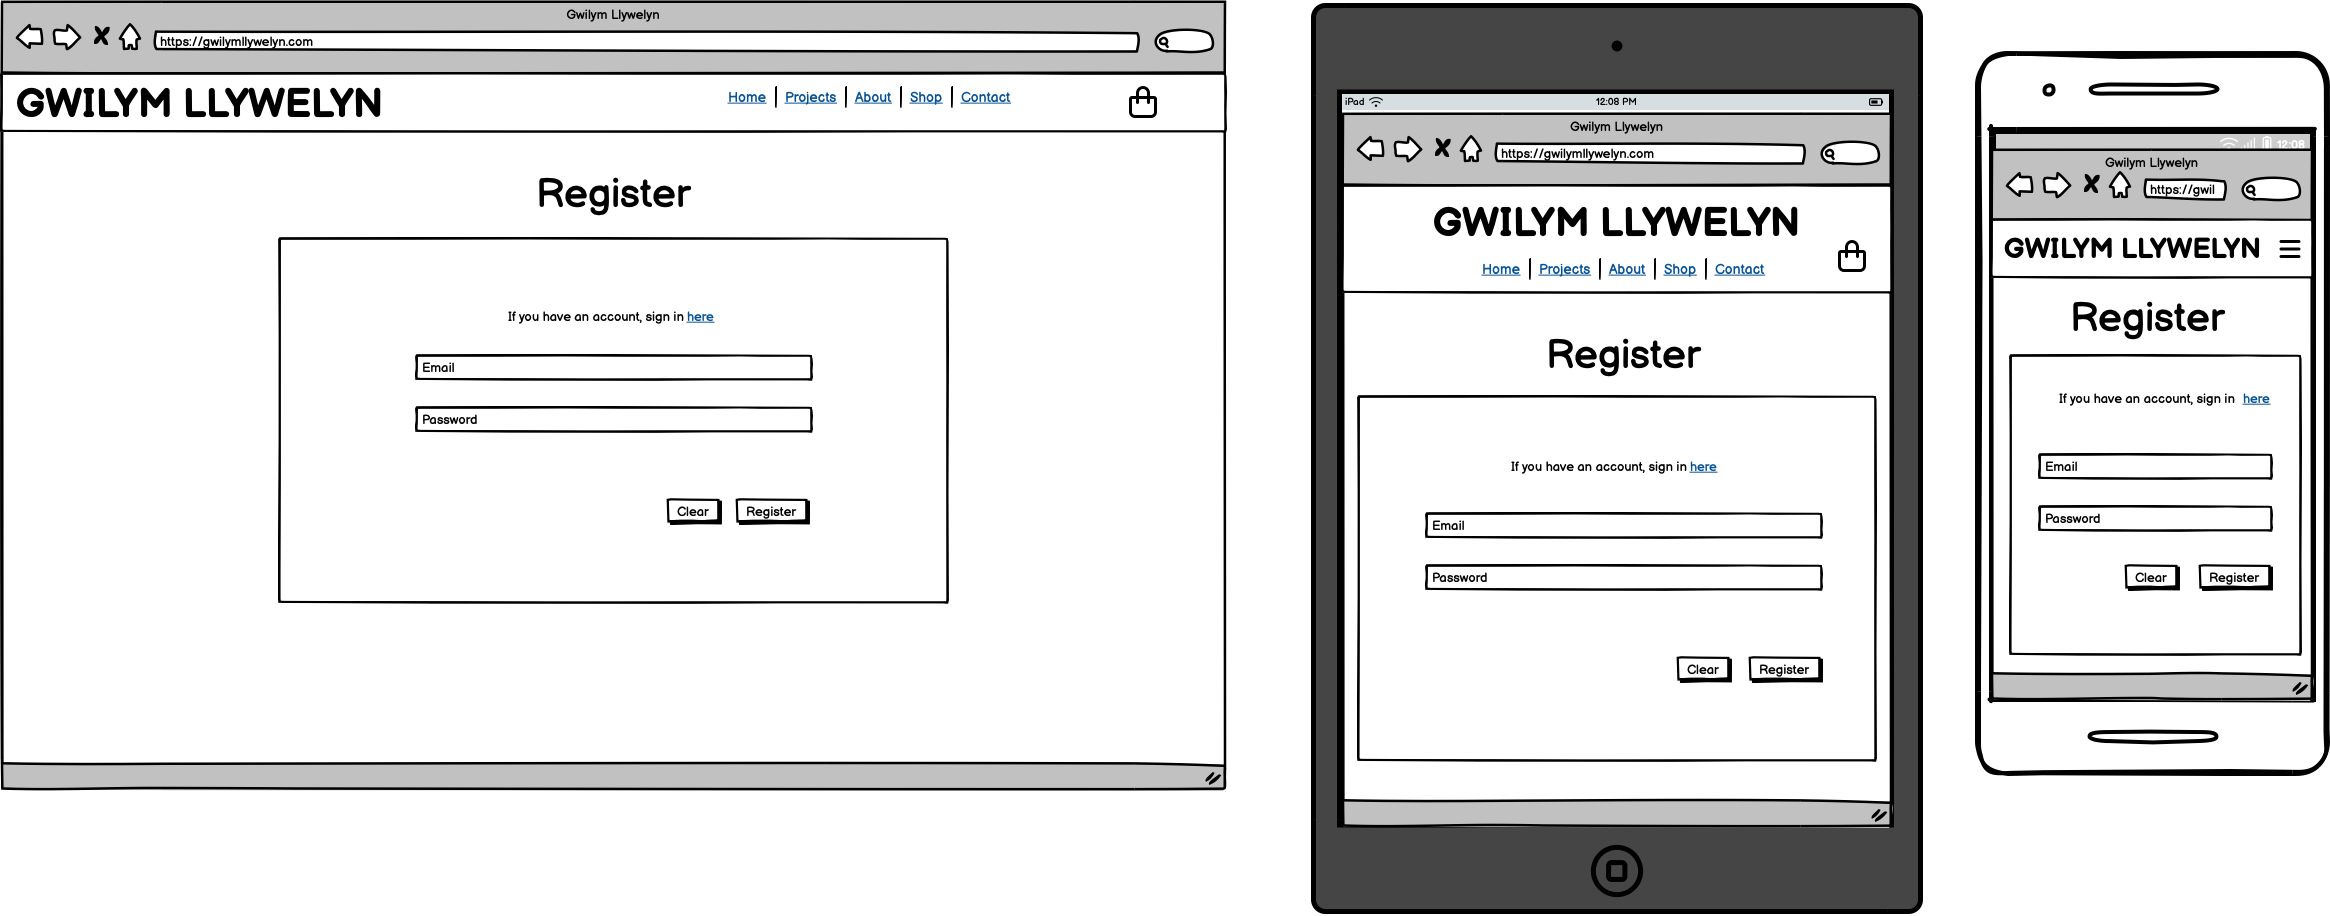 Gwilym Llywelyn
https://gwilymllywelyn.com
GWILYM LLYWELYN
Home Projects About Shop Contact
Register
If you have an account, sign in here
Email
Password
Clear Register
iPad 12:08 PM
Gwilym Llywelyn
https://gwilymllywelyn.com
GWILYM LLYWELYN
Home Projects About Shop Contact
Register
If you have an account, sign in here
Email
Password
Clear Register
12:08
Gwilym Llywelyn
https://gwil
GWILYM LLYWELYN
Register
If you have an account, sign in here
Email
Password
Clear Register